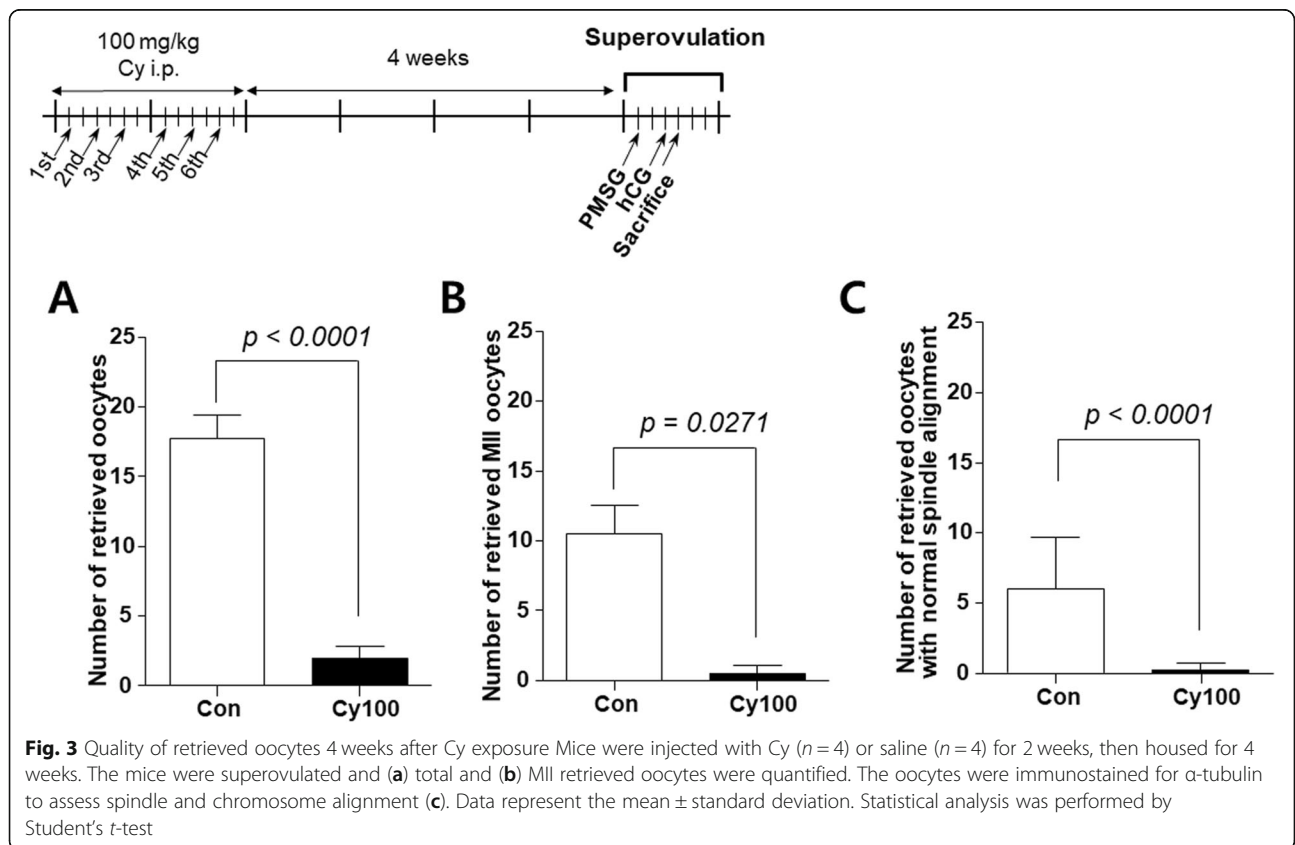 100 mg/kg
Cy i.p.
4 weeks
Superovulation
1st
2nd
3rd
4th
5th
6th
PMSG
hCG
Sacrifice
A
Number of retrieved oocytes
25
20
15
10
5
0
p < 0.0001
Con
Cy100
B
Number of retrieved MII oocytes
25
20
15
10
5
0
p = 0.0271
Con
Cy100
C
Number of retrieved oocytes
with normal spindle alignment
25
20
15
10
5
0
p < 0.0001
Con
Cy100
Fig. 3 Quality of retrieved oocytes 4 weeks after Cy exposure Mice were injected with Cy (n = 4) or saline (n = 4) for 2 weeks, then housed for 4
weeks. The mice were superovulated and (a) total and (b) MII retrieved oocytes were quantified. The oocytes were immunostained for α-tubulin
to assess spindle and chromosome alignment (c). Data represent the mean ± standard deviation. Statistical analysis was performed by
Student's t-test